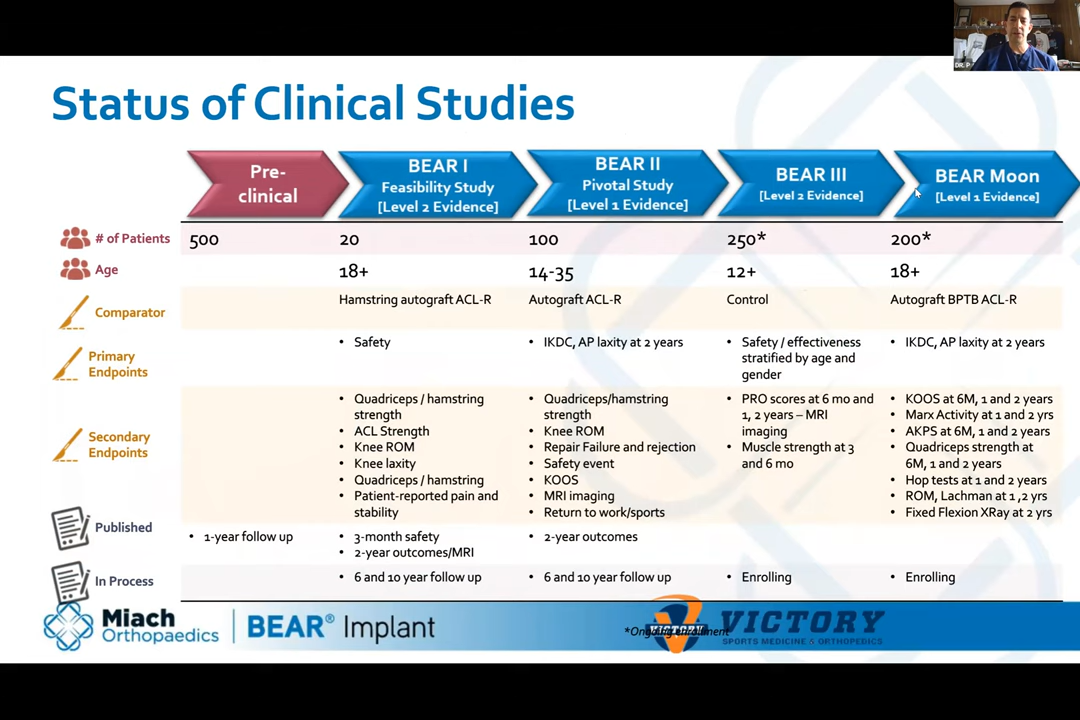 DR. P
Status of Clinical Studies
Pre-
clinical
BEAR I
Feasibility Study
[Level 2 Evidence]
BEAR II
Pivotal Study
[Level 1 Evidence]
BEAR III
[Level 2 Evidence]
BEAR Moon
[Level 1 Evidence]
# of Patients
500
20
100
250*
200*
Age
18+
14-35
12+
18+
Comparator
Hamstring autograft ACL-R
Autograft ACL-R
Control
Autograft BPTB ACL-R
Primary
Endpoints
• Safety
• IKDC, AP laxity at 2 years
• Safety / effectiveness
stratified by age and
gender
• IKDC, AP laxity at 2 years
Secondary
Endpoints
• Quadriceps / hamstring
strength
• ACL Strength
• Knee ROM
• Knee laxity
• Quadriceps / hamstring
• Patient-reported pain and
stability
• Quadriceps/hamstring
strength
• Knee ROM
• Repair Failure and rejection
• Safety event
• KOOS
• MRI imaging
• Return to work/sports
• PRO scores at 6 mo and
1, 2 years – MRI
imaging
• Muscle strength at 3
and 6 mo
• KOOS at 6M, 1 and 2 years
• Marx Activity at 1 and 2 yrs
• AKPS at 6M, 1 and 2 years
• Quadriceps strength at
6M, 1 and 2 years
• Hop tests at 1 and 2 years
• ROM, Lachman at 1 ,2 yrs
• Fixed Flexion XRay at 2 yrs
Published
• 1-year follow up
• 3-month safety
• 2-year outcomes/MRI
• 2-year outcomes
In Process
• 6 and 10 year follow up
• 6 and 10 year follow up
• Enrolling
• Enrolling
Miach
Orthopaedics
BEAR® Implant
*Ongoing enrollment
VICTORY
VICTORY
SPORTS MEDICINE & ORTHOPEDICS